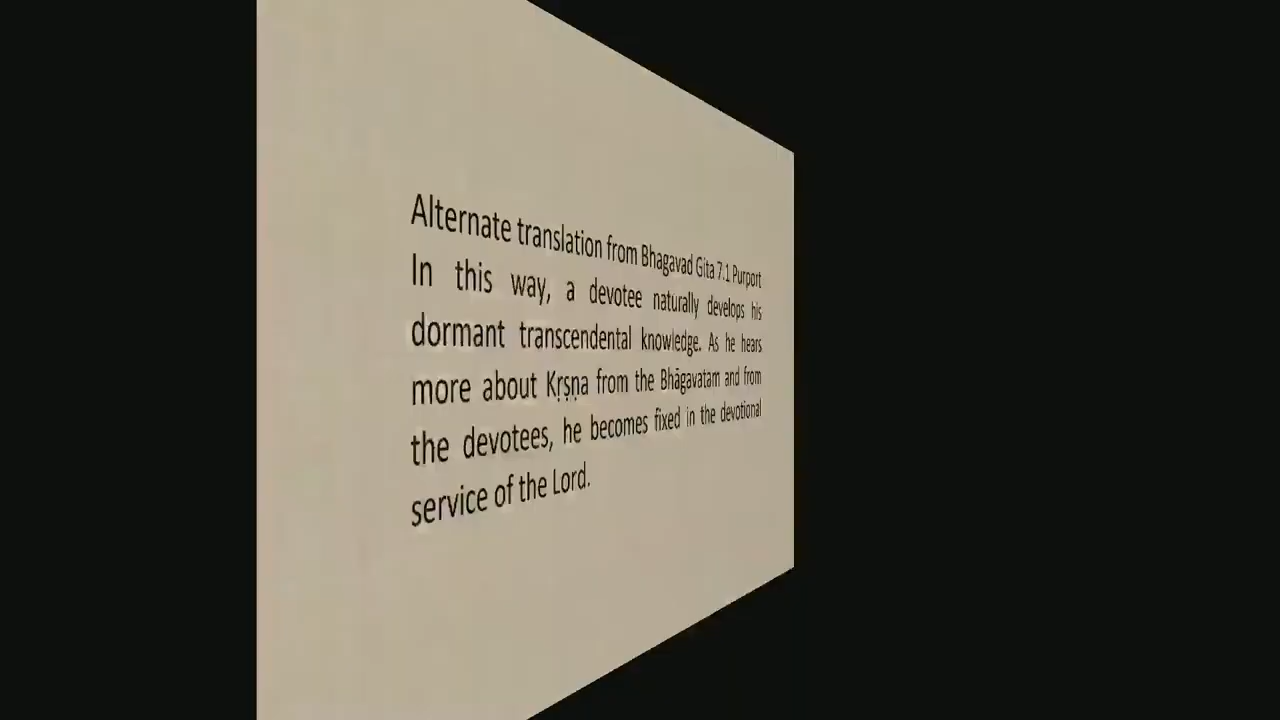 Alternate translation from Bhagavad Gita 7.1 Purport
In this way, a devotee naturally develops his
dormant transcendental knowledge. As he hears
more about Kṛṣṇa from the Bhāgavatam and from
the devotees, he becomes fixed in the devotional
service of the Lord.